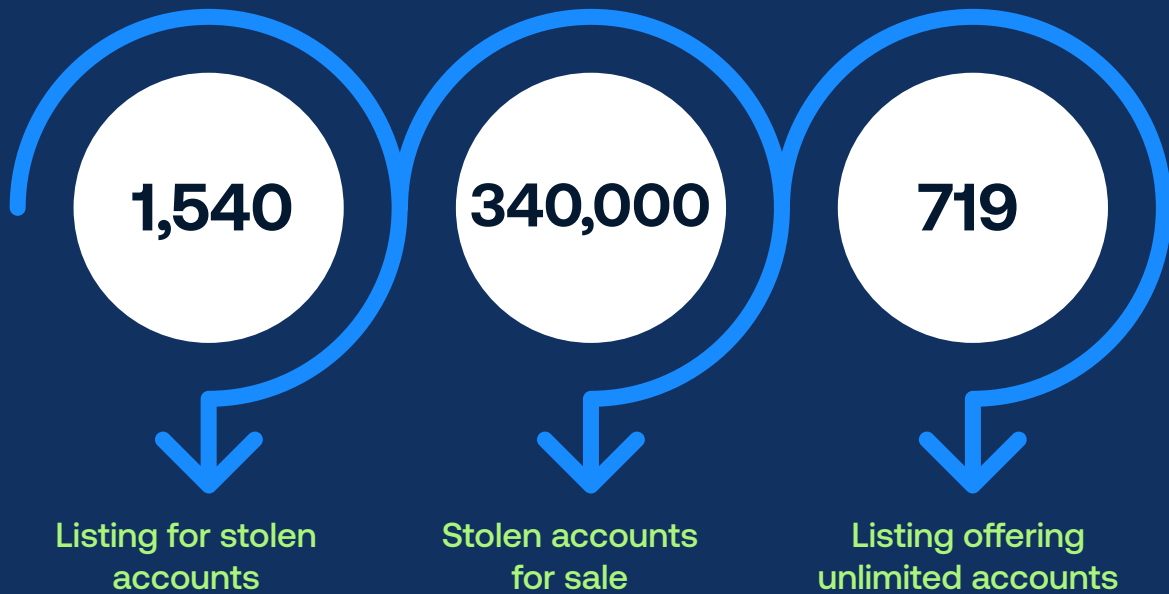 1,540
340,000
719
Listing for stolen
accounts
Stolen accounts
for sale
Listing offering
unlimited accounts